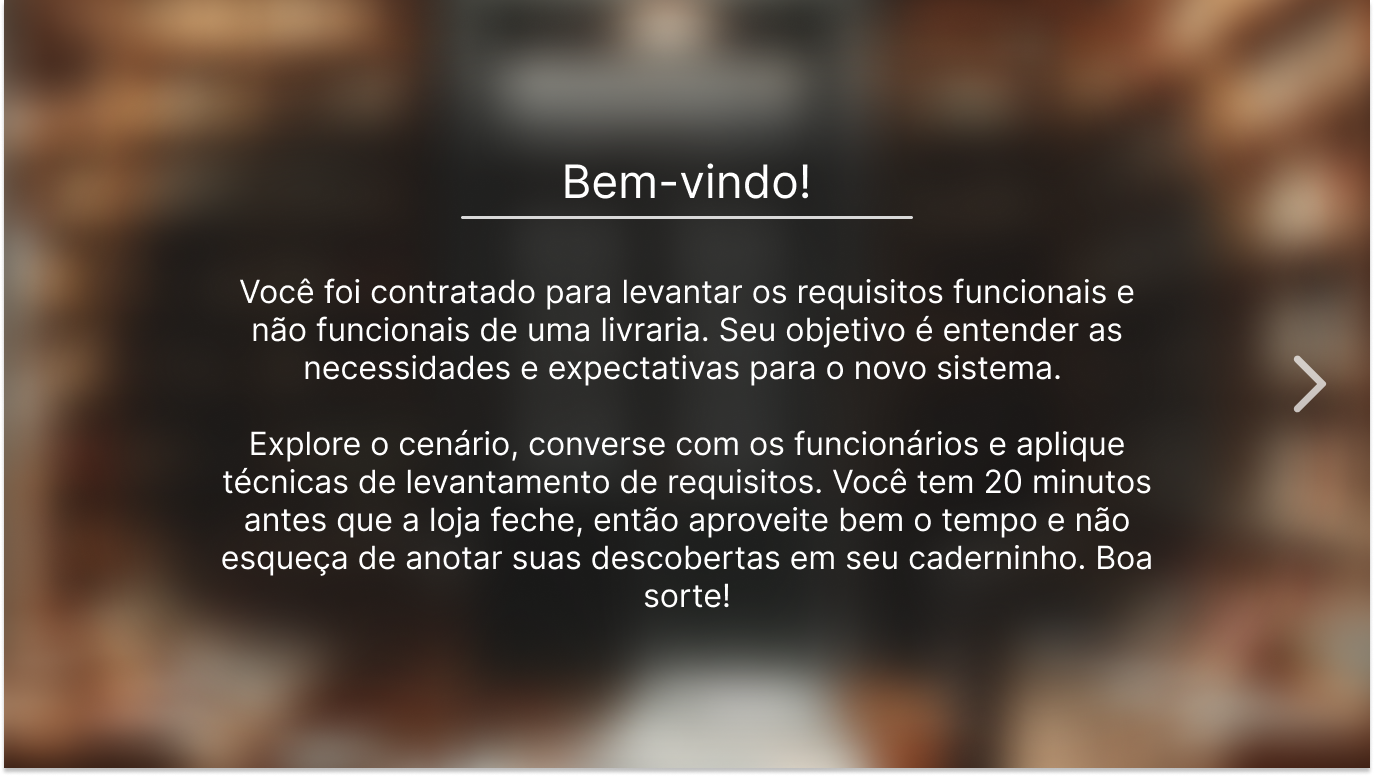 Bem-vindo!
Você foi contratado para levantar os requisitos funcionais e
não funcionais de uma livraria. Seu objetivo é entender as
necessidades e expectativas para o novo sistema.
Explore o cenário, converse com os funcionários e aplique
técnicas de levantamento de requisitos. Você tem 20 minutos
antes que a loja feche, então aproveite bem o tempo e não
esqueça de anotar suas descobertas em seu caderninho. Boa
sorte!